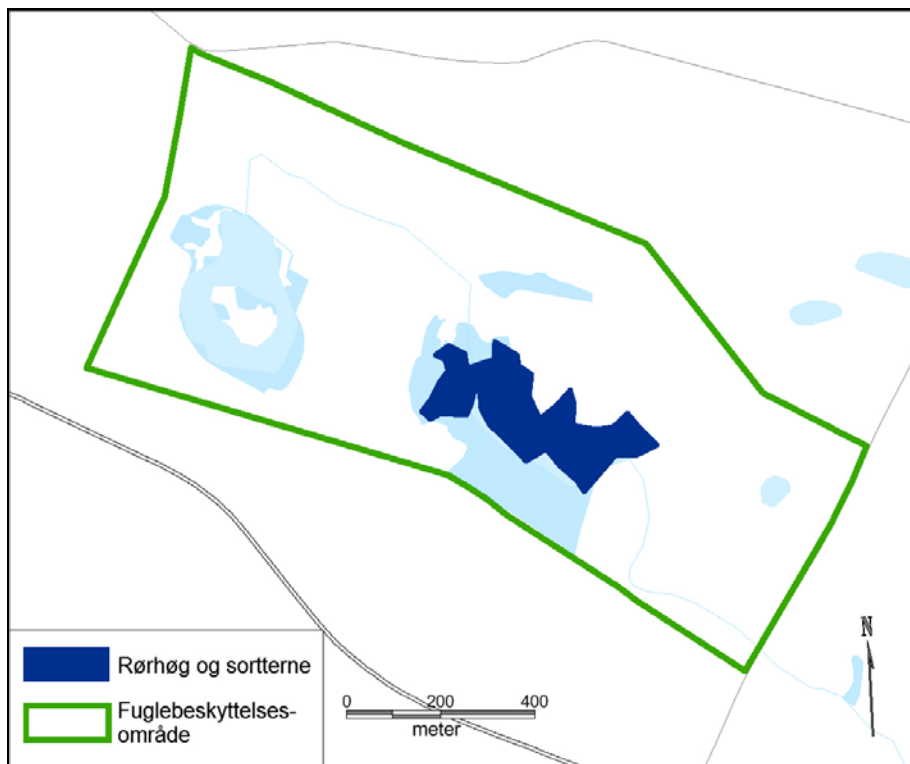 Rørhøg og sortterne
Fuglebeskyttelses-
område
0 200 400
meter
N